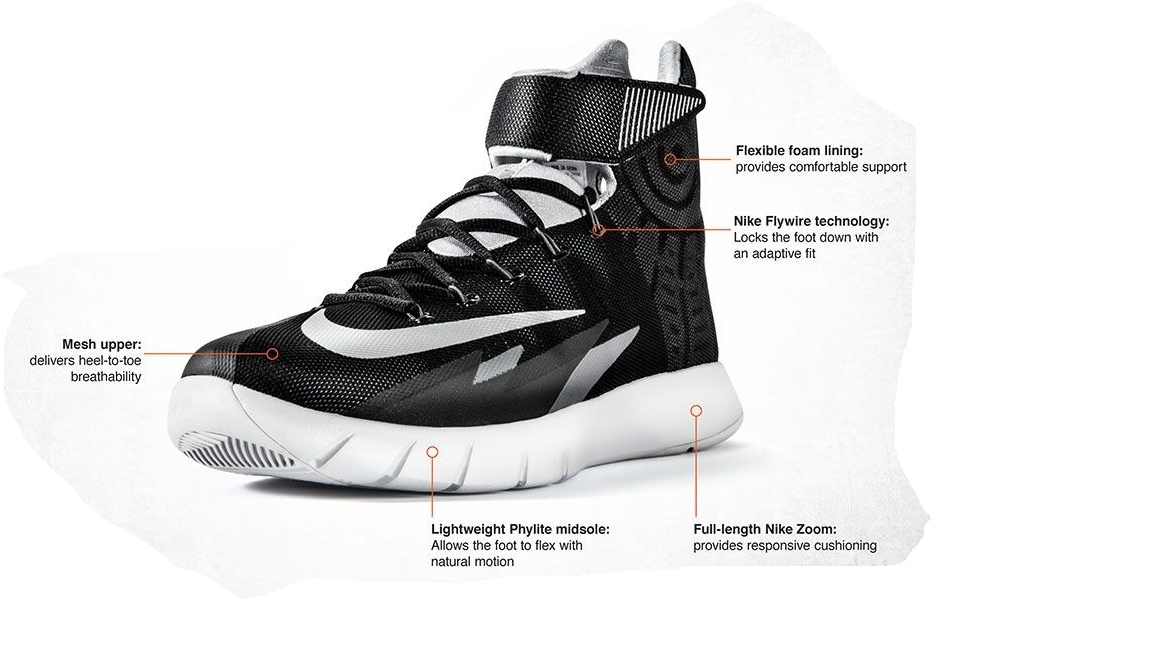 Flexible foam lining:
provides comfortable support
Nike Flywire technology:
Locks the foot down with
an adaptive fit
Mesh upper:
delivers heel-to-toe
breathability
Lightweight Phylite midsole:
Allows the foot to flex with
natural motion
Full-length Nike Zoom:
provides responsive cushioning